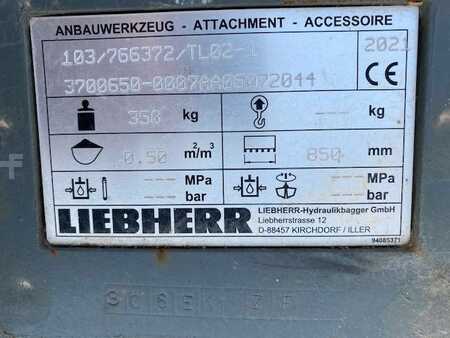 ANBAUWERKZEUG - ATTACHMENT - ACCESSOIRE
103/766372/TL02-1 2021
3700650-0007AA05072044 CE
350 kg --- kg
0.50 m²/m³ 850 mm
--- MPa --- MPa
--- bar --- bar
LIEBHERR
LIEBHERR-Hydraulikbagger GmbH
Liebherrstrasse 12
D-88457 KIRCHDORF / ILLER
94085371